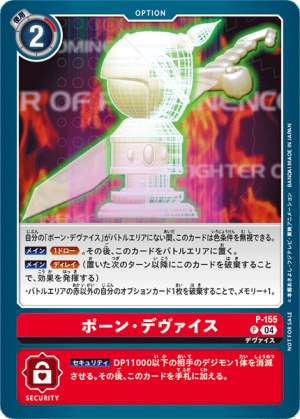 OPTION
使用
2
自分の「ポーン・デヴァイス」がバトルエリアにない間、このカードは色条件を無視できる。
メイン 《1ドロー》。その後、このカードをバトルエリアに置く。
メイン 《ディレイ》(置いた次のターン以降にこのカードを破棄することで、効果を発揮する)
・バトルエリアの赤以外の自分のオプションカード1枚を破棄することで、メモリー+1。
ポーン・デヴァイス
P-155
P 04
デヴァイス
セキュリティ DP11000以下の相手のデジモン1体を消滅
させる。その後、このカードを手札に加える。
SECURITY
BANDAI MADE IN JAPAN
NOT FOR SALE